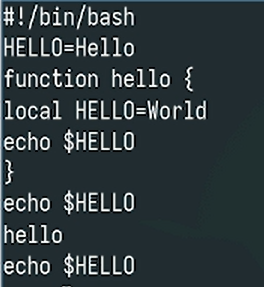 #!/bin/bash
HELLO=Hello
function hello {
local HELLO=World
echo $HELLO
}
echo $HELLO
hello
echo $HELLO